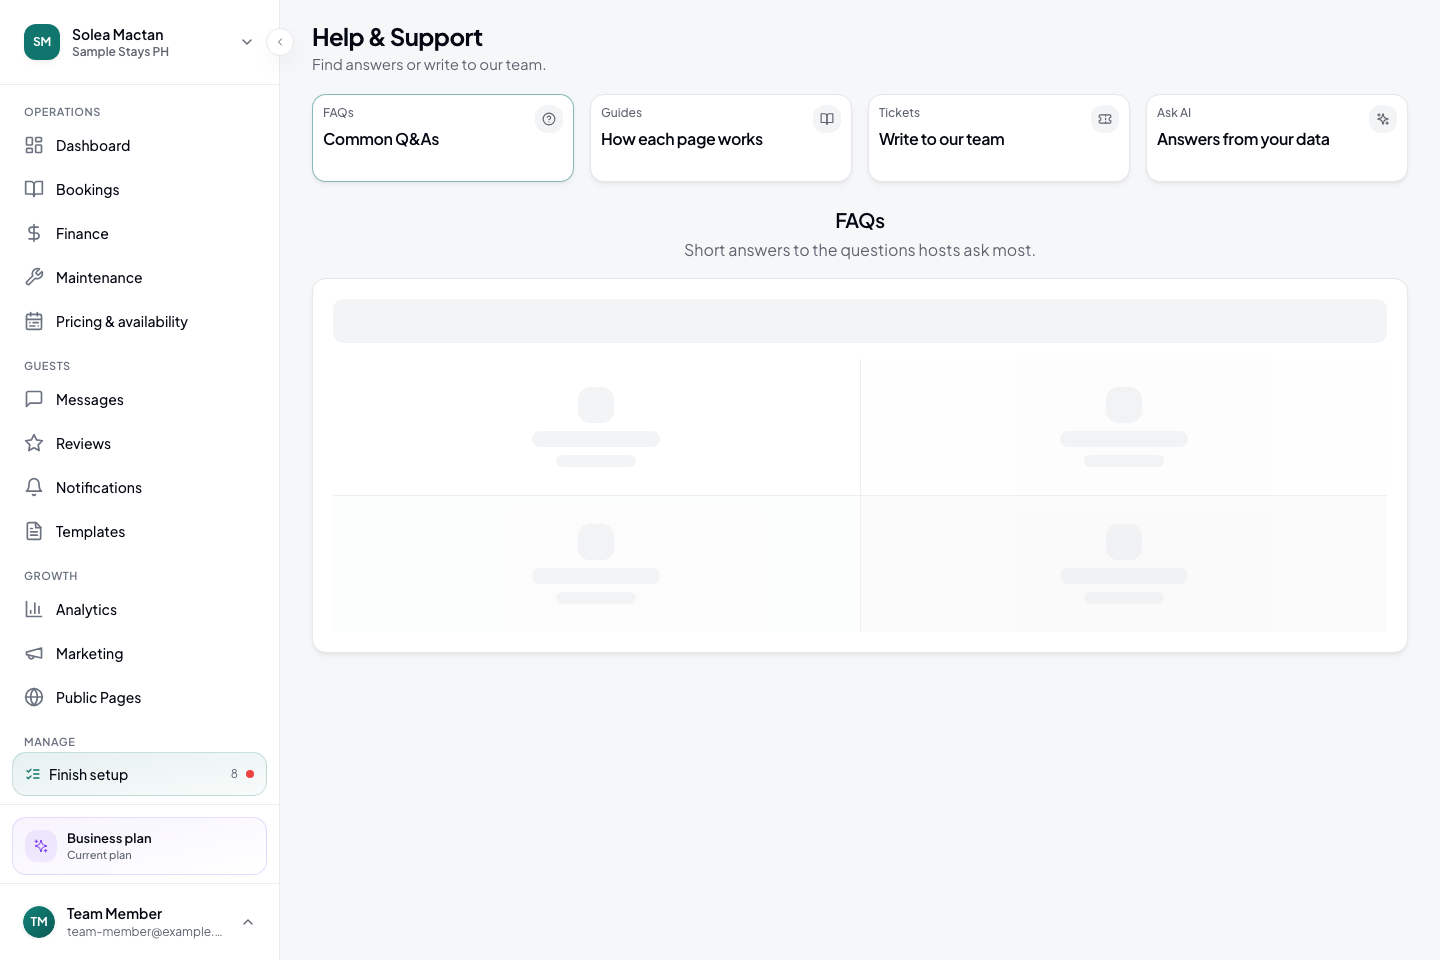 SM
Solea Mactan
Sample Stays PH
OPERATIONS
Dashboard
Bookings
Finance
Maintenance
Pricing & availability
GUESTS
Messages
Reviews
Notifications
Templates
GROWTH
Analytics
Marketing
Public Pages
MANAGE
Finish setup
8
Business plan
Current plan
TM
Team Member
team-member@example....
Help & Support
Find answers or write to our team.
FAQs
Common Q&As
Guides
How each page works
Tickets
Write to our team
Ask AI
Answers from your data
FAQs
Short answers to the questions hosts ask most.